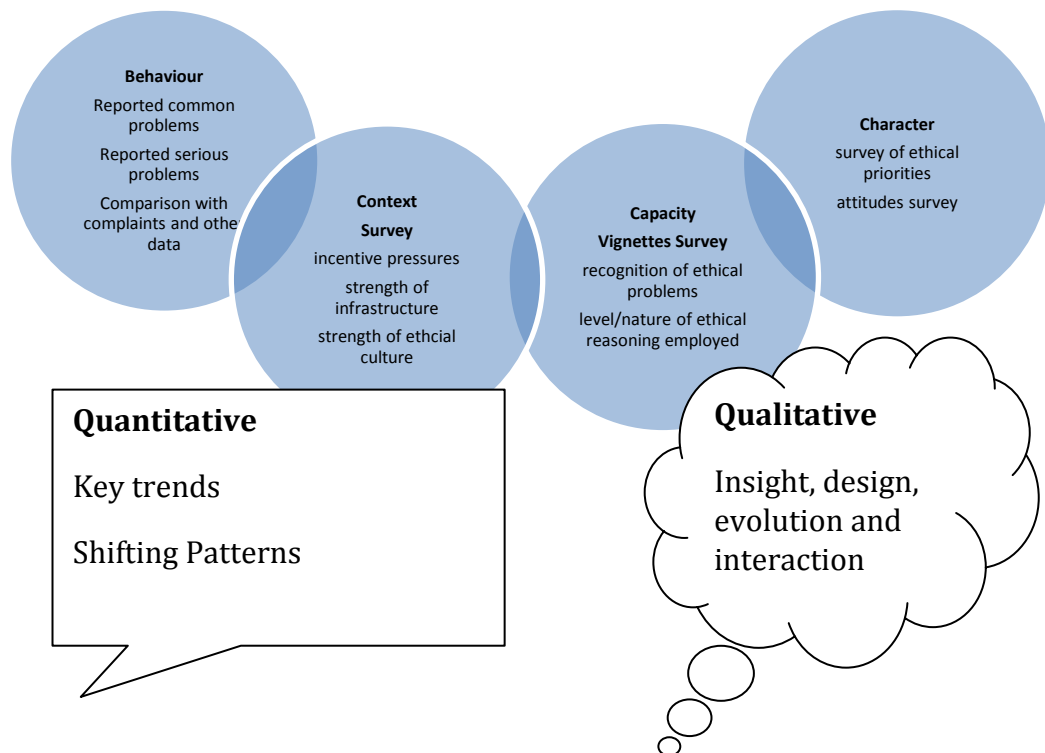 Behaviour
Reported common
problems
Reported serious
problems
Comparison with
complaints and othe
data
Context
Survey
incentive pressures
strength of
infrastructure
strength of ethcial
culture
Capacity
Vignettes Survey
recognition of ethical
problems
level/nature of ethical
reasoning employed
Character
survey of ethical
priorities
attitudes survey
Quantitative
Key trends
Shifting Patterns
Qualitative
Insight, design,
evolution and
interaction